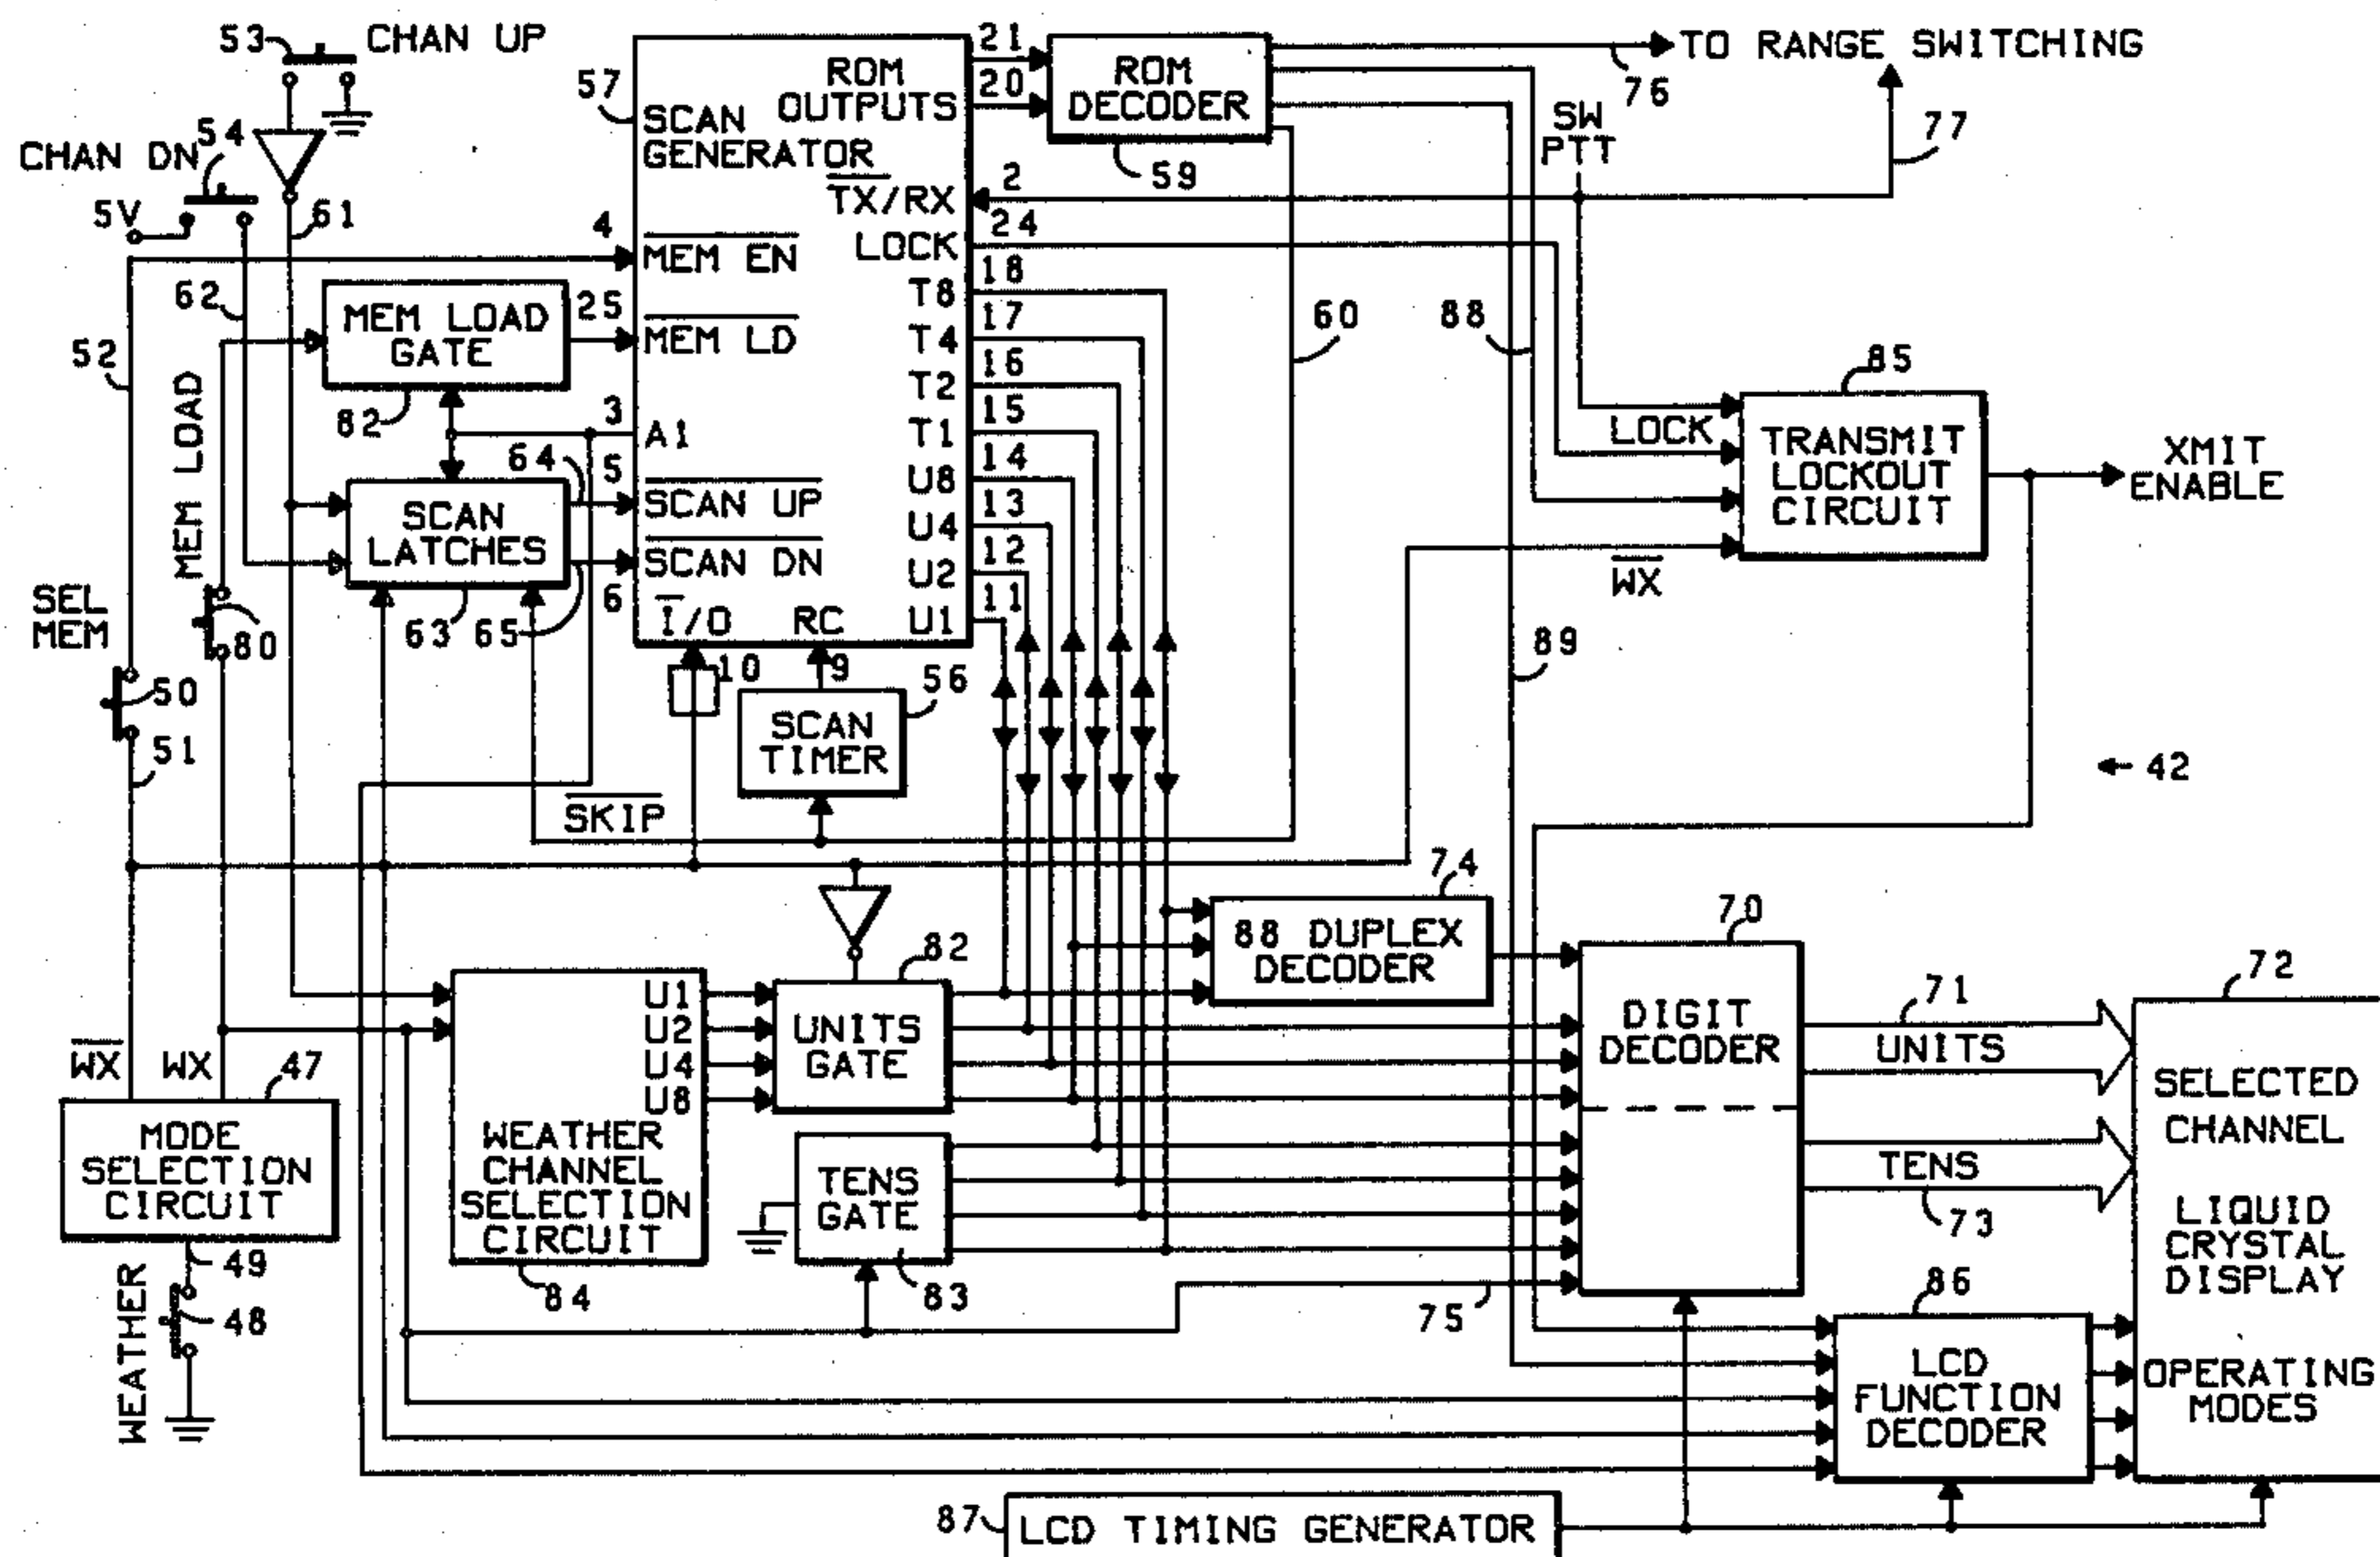 53
CHAN UP
57
SCAN
GENERATOR
ROM
OUTPUTS
21
20
ROM
DECODER
59
TO RANGE SWITCHING
76
77
SW
PTT
CHAN DN
54
5V
61
62
52
4
MEM EN
MEM LOAD
GATE
82
25
MEM LD
3
A1
64
5
SCAN UP
SCAN
LATCHES
63
65
6
SCAN DN
I/O
RC
10
9
TX/RX
2
LOCK
24
T8
18
T4
17
T2
16
T1
15
U8
14
U4
13
U2
12
U1
11
60
88
89
LOCK
WX
85
TRANSMIT
LOCKOUT
CIRCUIT
XMIT
ENABLE
42
MEM LOAD
80
SEL
MEM
50
51
SCAN
TIMER
56
SKIP
WX
WX
47
MODE
SELECTION
CIRCUIT
49
48
WEATHER
U1
U2
U4
U8
WEATHER
CHANNEL
SELECTION
CIRCUIT
84
82
UNITS
GATE
TENS
GATE
83
74
88 DUPLEX
DECODER
70
DIGIT
DECODER
75
71
UNITS
TENS
73
72
SELECTED
CHANNEL
LIQUID
CRYSTAL
DISPLAY
OPERATING
MODES
86
LCD
FUNCTION
DECODER
87
LCD TIMING GENERATOR